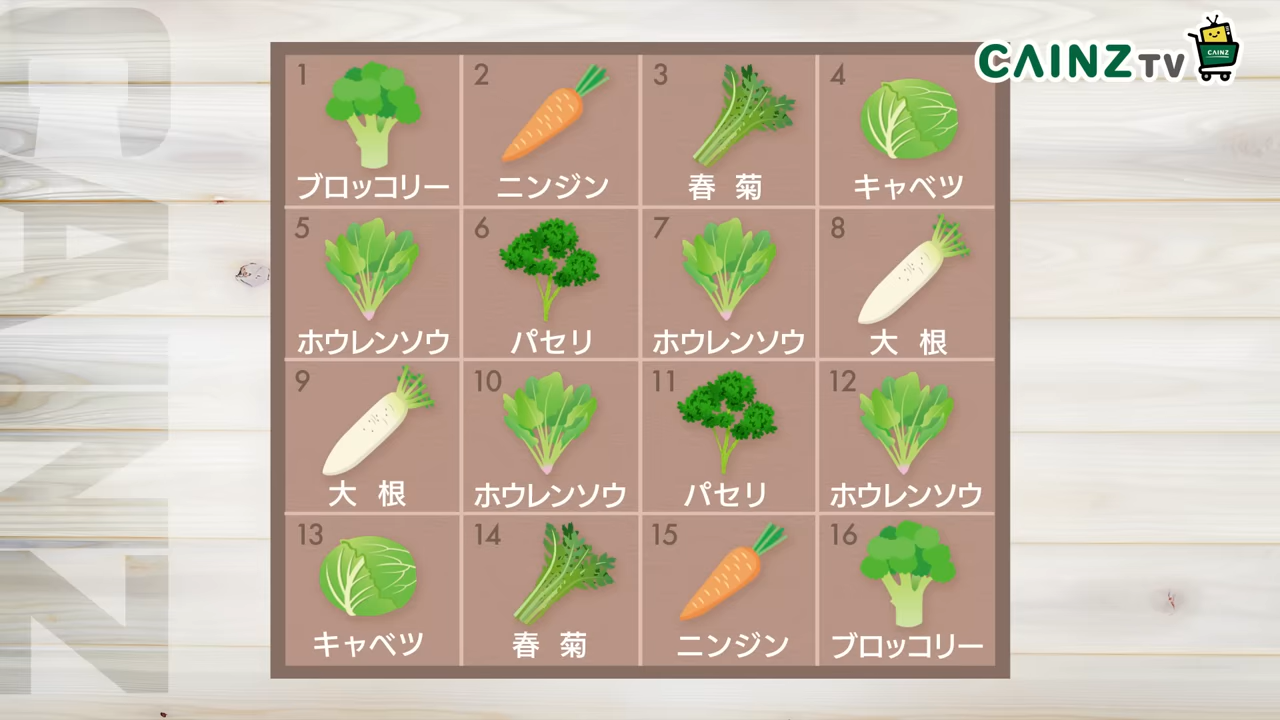 CAINZ TV
CAINZ
CAINZ
1
ブロッコリー
2
ニンジン
3
春 菊
4
キャベツ
5
ホウレンソウ
6
パセリ
7
ホウレンソウ
8
大 根
9
大 根
10
ホウレンソウ
11
パセリ
12
ホウレンソウ
13
キャベツ
14
春 菊
15
ニンジン
16
ブロッコリー